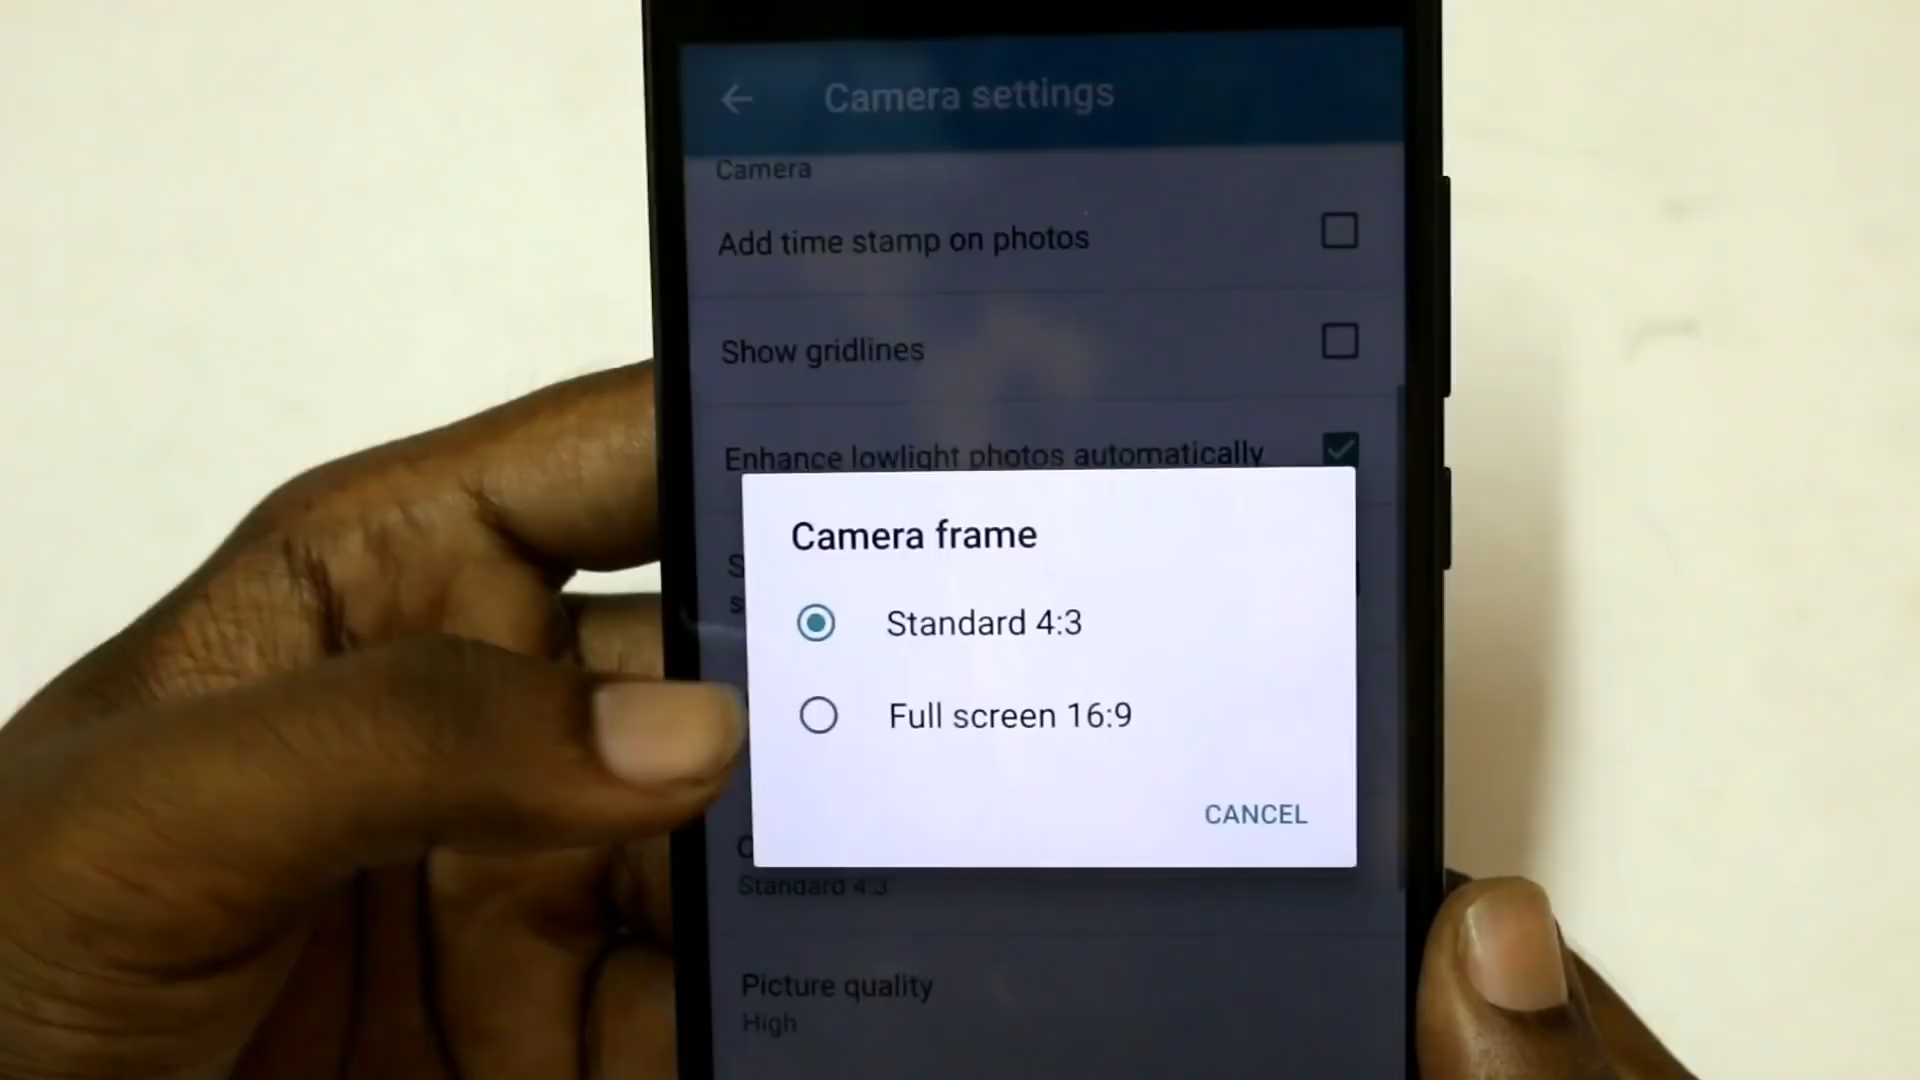 Camera settings
Camera
Add time stamp on photos
Show gridlines
Enhance lowlight photos automatically
Camera frame
Standard 4:3
Full screen 16:9
CANCEL
Standard 4:3
Picture quality
High